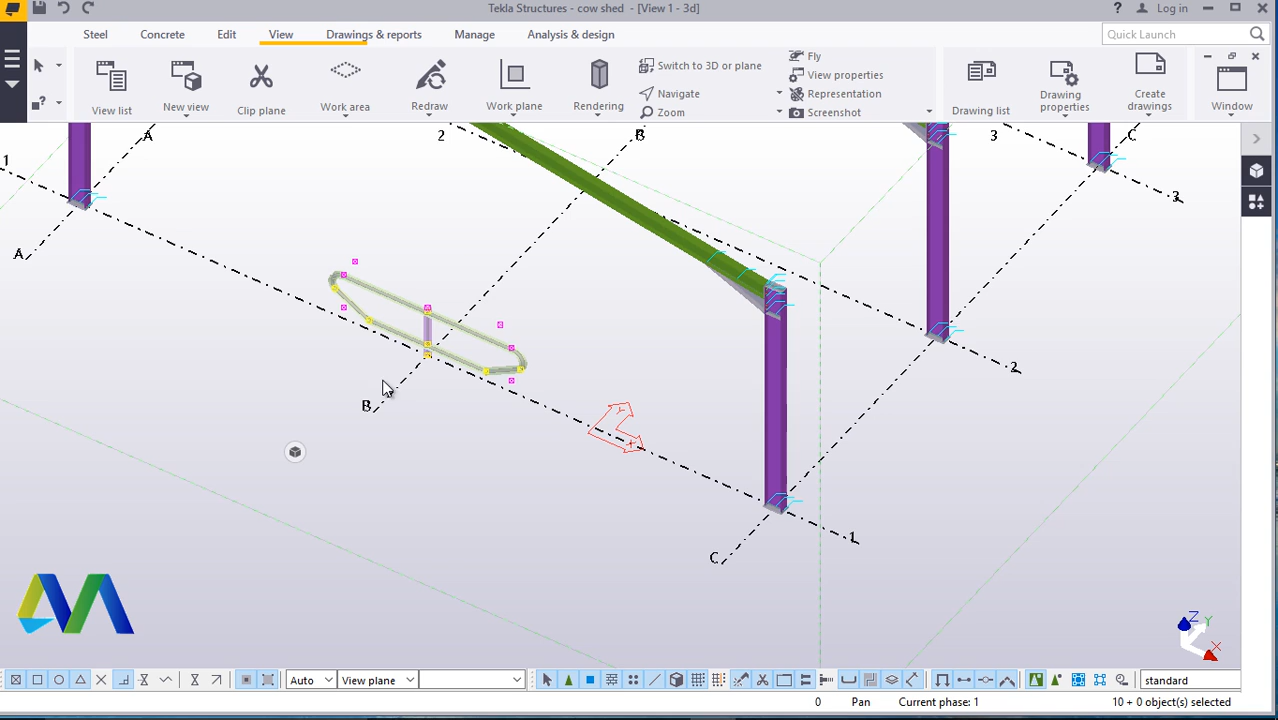 Tekla Structures - cow shed - [View 1 - 3d]
? Log in
Steel Concrete Edit View Drawings & reports Manage Analysis & design
Quick Launch
View list
New view
Clip plane
Work area
Redraw
Work plane
Rendering
Switch to 3D or plane
Navigate
Zoom
Fly
View properties
Representation
Screenshot
Drawing list
Drawing properties
Create drawings
Window
1 A 2 B 3 C
3
A
2
B
1
C
Z Y
X
Auto View plane standard
0 Pan Current phase: 1 10 + 0 object(s) selected